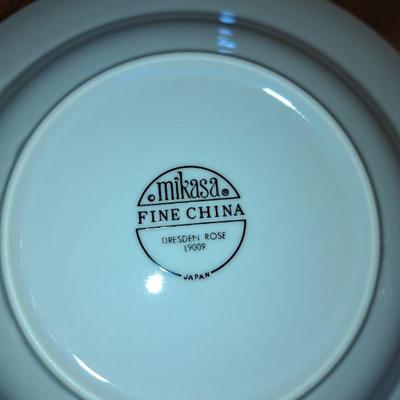 © mikasa ®
FINE CHINA
DRESDEN ROSE
L9009
JAPAN